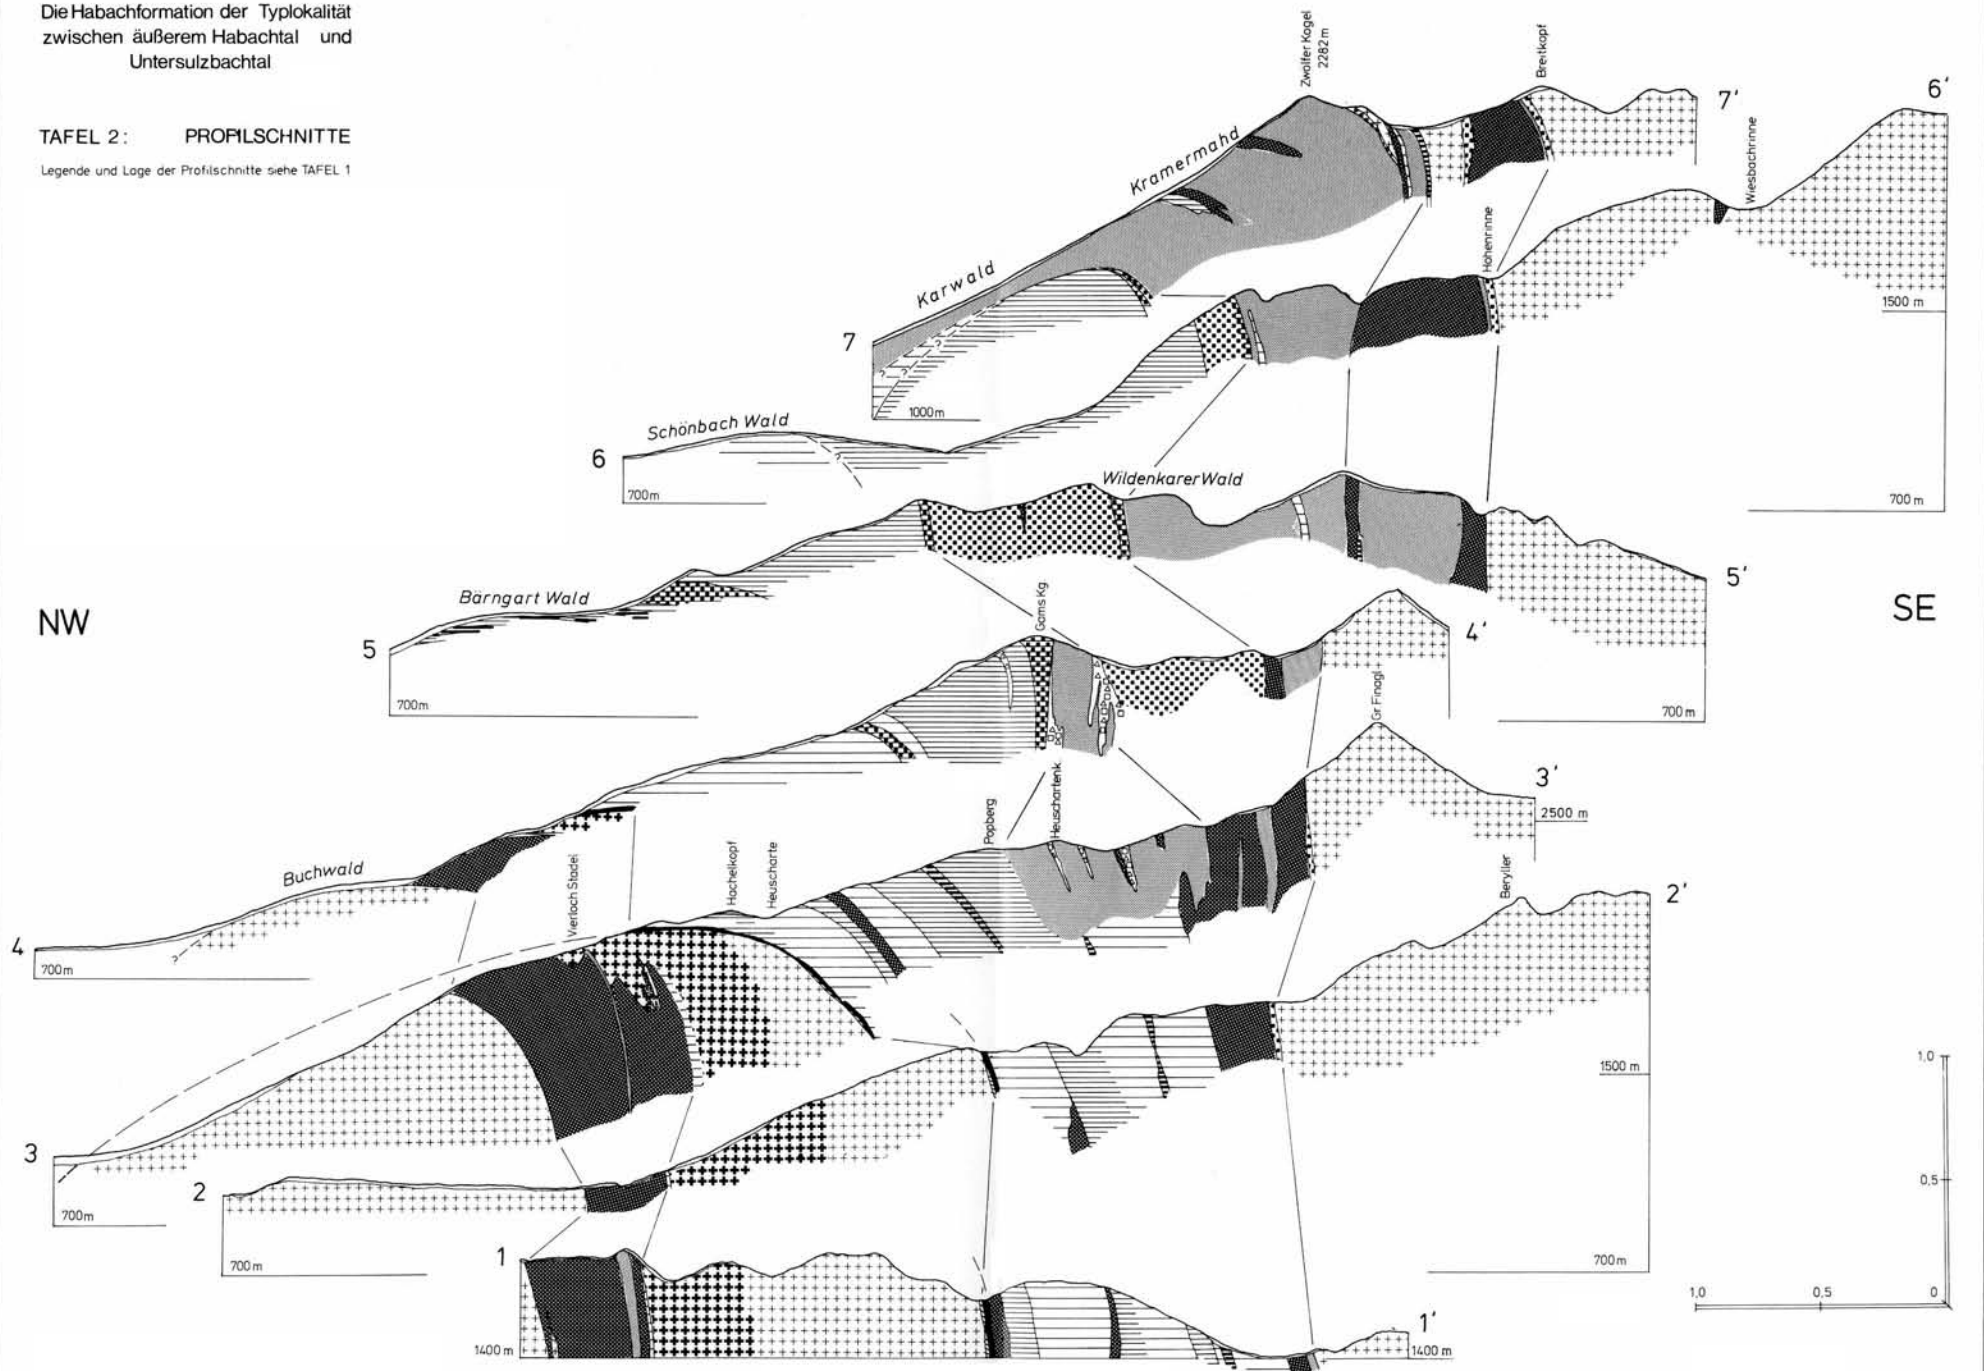 Die Habachformation der Typlokalität
zwischen äußerem Habachtal und
Untersulzbachtal
TAFEL 2: PROFILSCHNITTE
Legende und Lage der Profilschnitte siehe TAFEL 1
Zwölfer Kogel
2282m
Breitkopf
7'
6'
Wiesbachrinne
Kramermahd
Karwald
Hohenrinne
7
?
?
?
1000m
1500 m
Schönbach Wald
6
?
700m
700 m
Wildenkarer Wald
Bärngart Wald
5
5'
700m
700 m
NW
SE
Gams Kg
4'
Gr Finagl
3'
2500 m
Popberg
Heuschartenk.
Buchwald
4
?
700m
Vierloch Stadel
Hachelkopf
Heuscharte
Beryller
2'
1500 m
3
700m
2
700m
700 m
1
1'
1400 m
1400 m
1,0
0,5
1,0
0,5
0